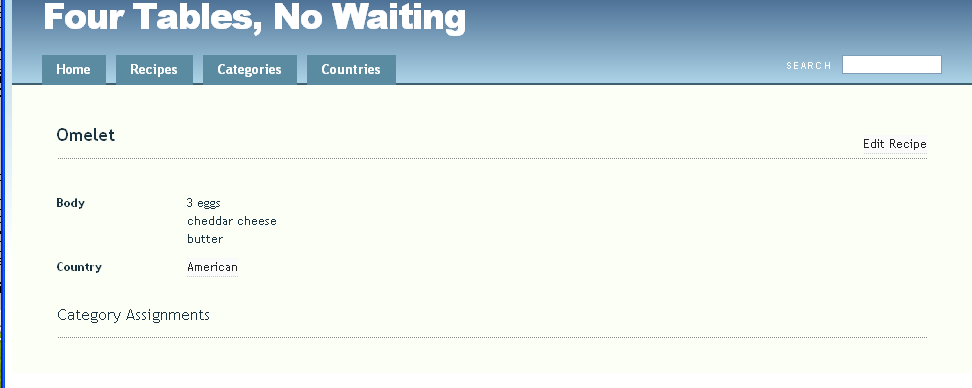 Four Tables, No Waiting
Home Recipes Categories Countries SEARCH
Omelet
Edit Recipe
Body 3 eggs
cheddar cheese
butter
Country American
Category Assignments